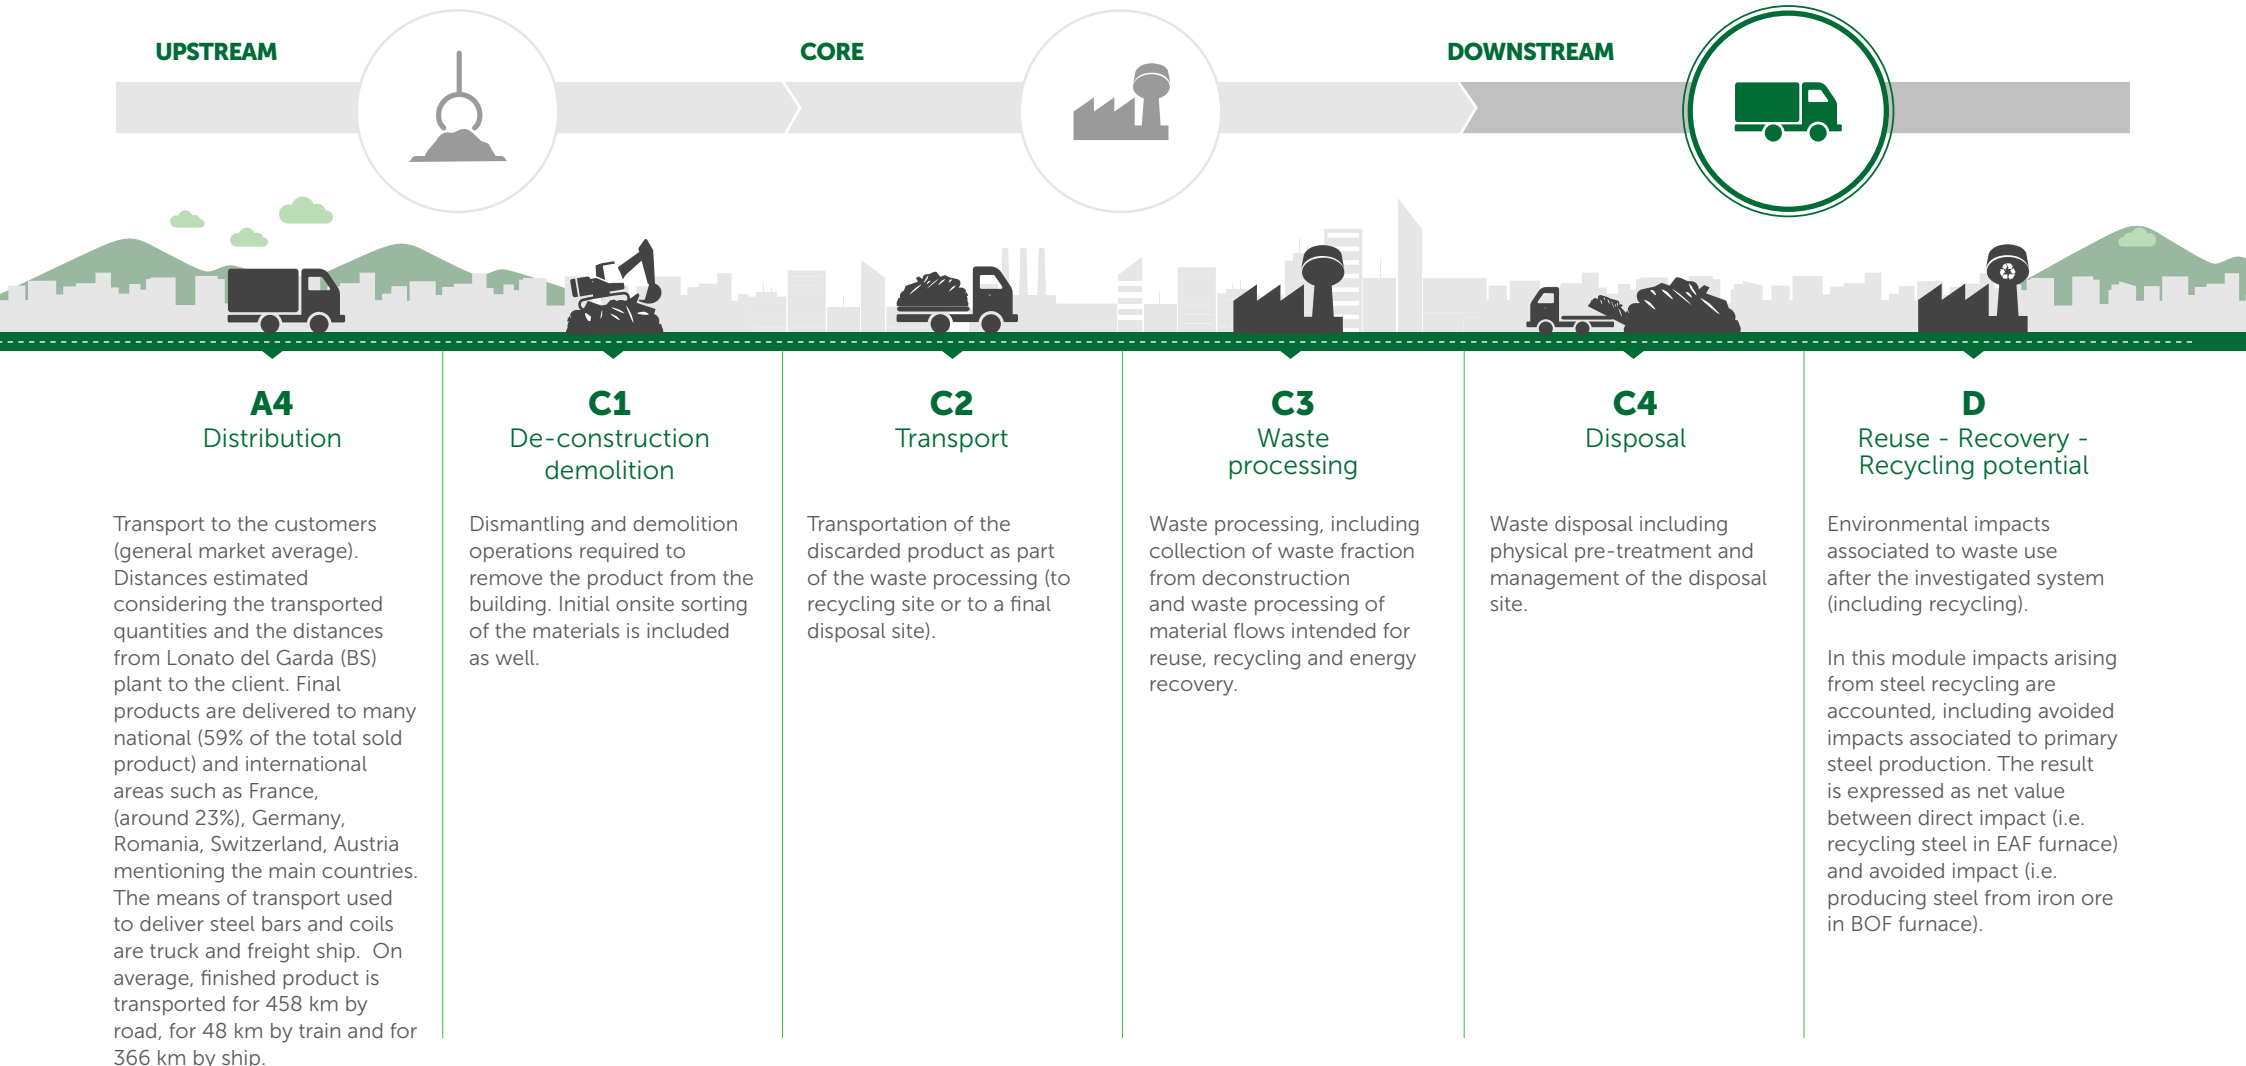 UPSTREAM
CORE
DOWNSTREAM
A4
Distribution
Transport to the customers
(general market average).
Distances estimated
considering the transported
quantities and the distances
from Lonato del Garda (BS)
plant to the client. Final
products are delivered to many
national (59% of the total sold
product) and international
areas such as France,
(around 23%), Germany,
Romania, Switzerland, Austria
mentioning the main countries.
The means of transport used
to deliver steel bars and coils
are truck and freight ship.  On
average, finished product is
transported for 458 km by
road, for 48 km by train and for
366 km by ship.
C1
De-construction
demolition
Dismantling and demolition
operations required to
remove the product from the
building. Initial onsite sorting
of the materials is included
as well.
C2
Transport
Transportation of the
discarded product as part
of the waste processing (to
recycling site or to a final
disposal site).
C3
Waste
processing
Waste processing, including
collection of waste fraction
from deconstruction
and waste processing of
material flows intended for
reuse, recycling and energy
recovery.
C4
Disposal
Waste disposal including
physical pre-treatment and
management of the disposal
site.
D
Reuse - Recovery -
Recycling potential
Environmental impacts
associated to waste use
after the investigated system
(including recycling).
In this module impacts arising
from steel recycling are
accounted, including avoided
impacts associated to primary
steel production. The result
is expressed as net value
between direct impact (i.e.
recycling steel in EAF furnace)
and avoided impact (i.e.
producing steel from iron ore
in BOF furnace).